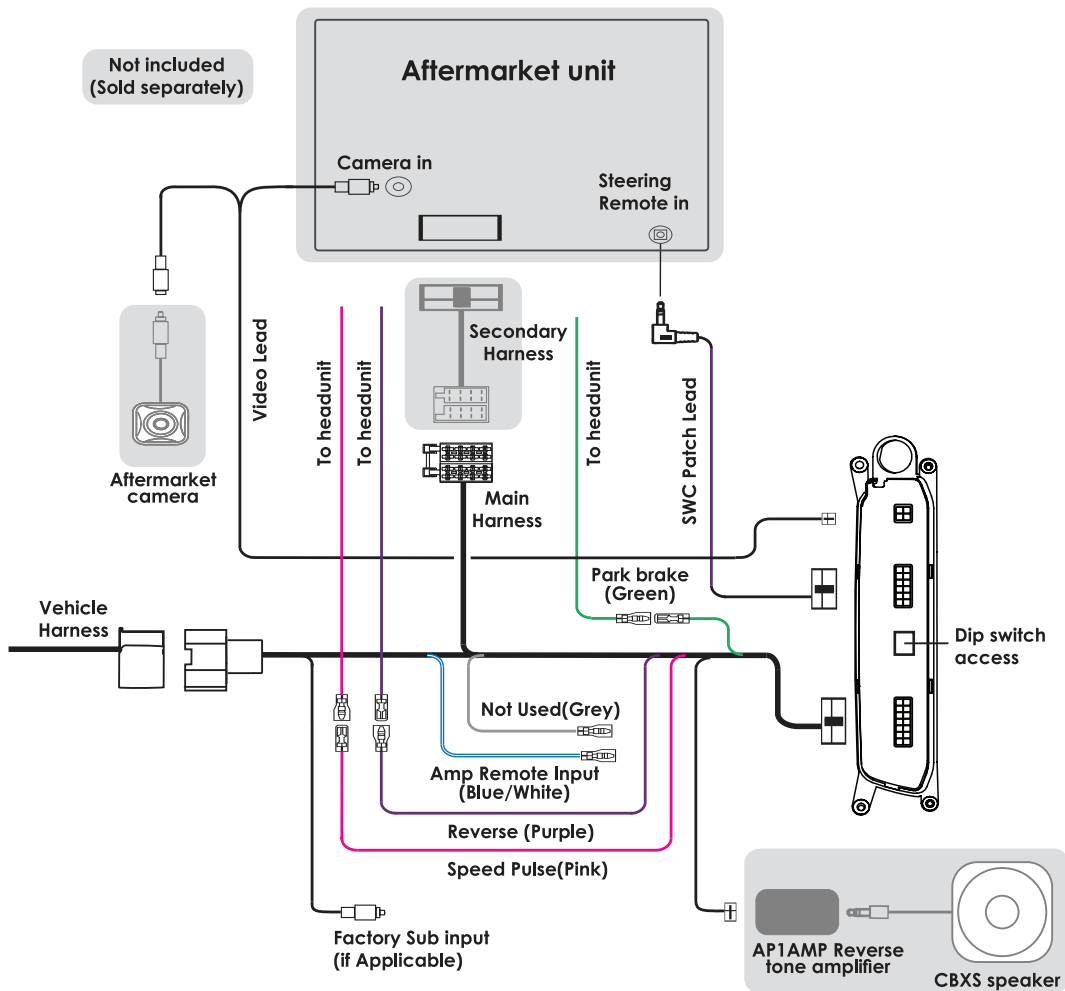 Not included
(Sold separately)
Aftermarket unit
Camera in
Steering
Remote in
Secondary
Harness
Video Lead
To headunit
To headunit
To headunit
SWC Patch Lead
Aftermarket
camera
Main
Harness
Park brake
(Green)
Vehicle
Harness
Dip switch
access
Not Used(Grey)
Amp Remote Input
(Blue/White)
Reverse (Purple)
Speed Pulse(Pink)
Factory Sub input
(if Applicable)
AP1AMP Reverse
tone amplifier
CBXS speaker